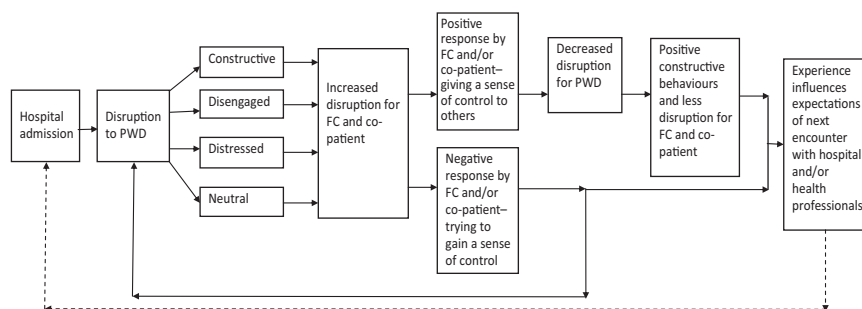 Hospital
admission
Disruption
to PWD
Constructive
Disengaged
Distressed
Neutral
Increased
disruption for
FC and co-
patient
Positive
response by
FC and/or
co-patient–
giving a sense
of control to
others
Negative
response by
FC and/or
co-patient–
trying to
gain a sense
of control
Decreased
disruption
for PWD
Positive
constructive
behaviours
and less
disruption for
FC and co-
patient
Experience
influences
expectations
of next
encounter
with hospital
and/or
health
professionals